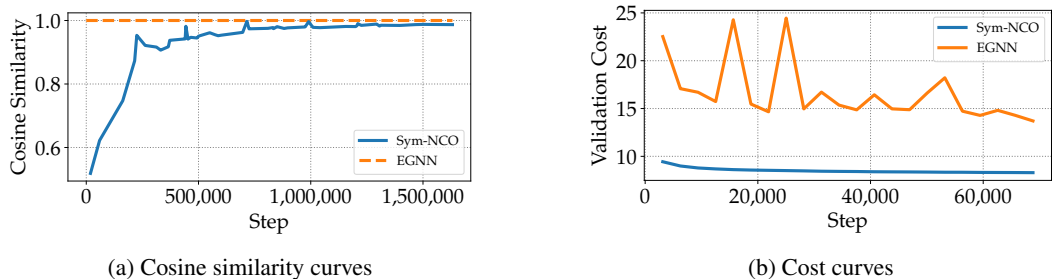 Cosine Similarity
1.0
0.8
0.6
Sym-NCO
EGNN
0
500,000
1,000,000
1,500,000
Step
(a) Cosine similarity curves
Validation Cost
25
20
15
10
Sym-NCO
EGNN
0
20,000
40,000
60,000
Step
(b) Cost curves